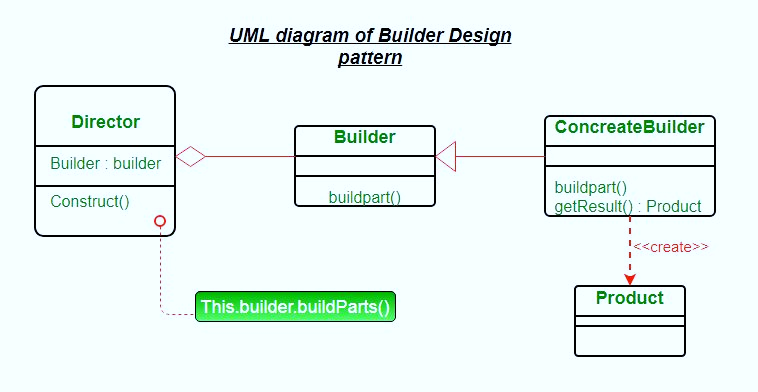 UML diagram of Builder Design
pattern
Director
Builder : builder
Construct()
This.builder.buildParts()
Builder
buildpart()
ConcreateBuilder
buildpart()
getResult() : Product
<<create>>
Product